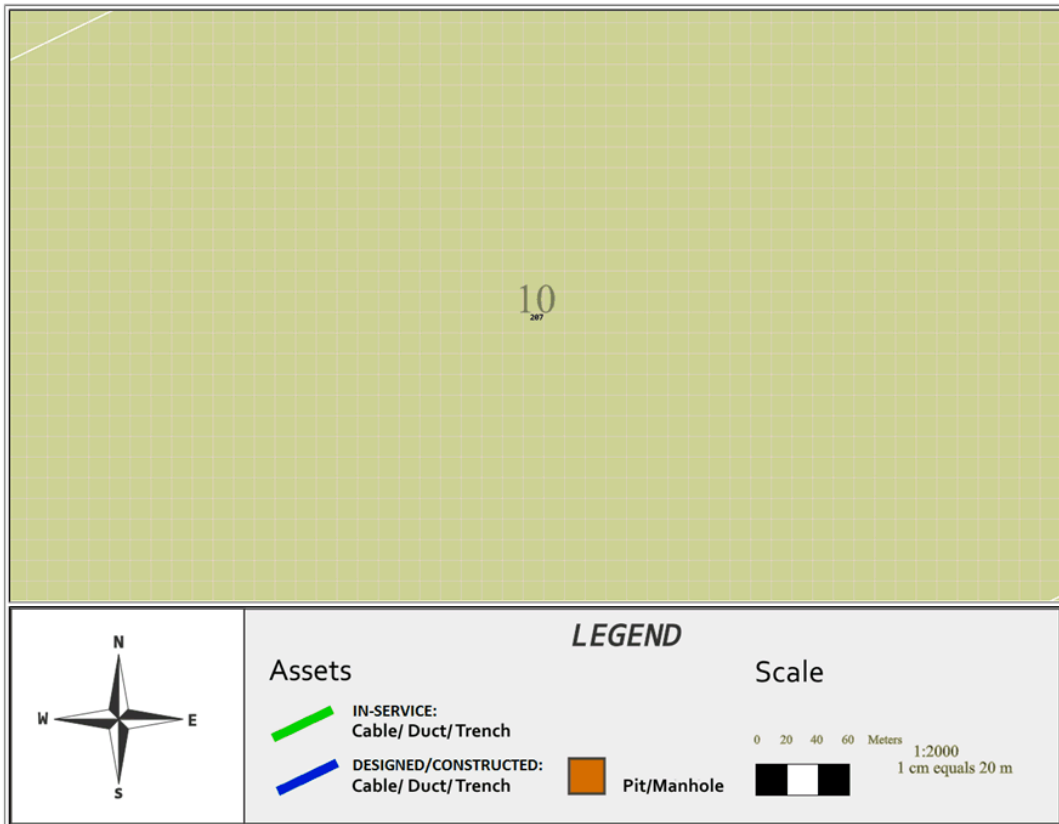 10
207
LEGEND
N
W
E
S
Assets
IN-SERVICE:
Cable/ Duct/ Trench
DESIGNED/CONSTRUCTED:
Cable/ Duct/ Trench
Pit/Manhole
Scale
0 20 40 60 Meters
1:2000
1 cm equals 20 m